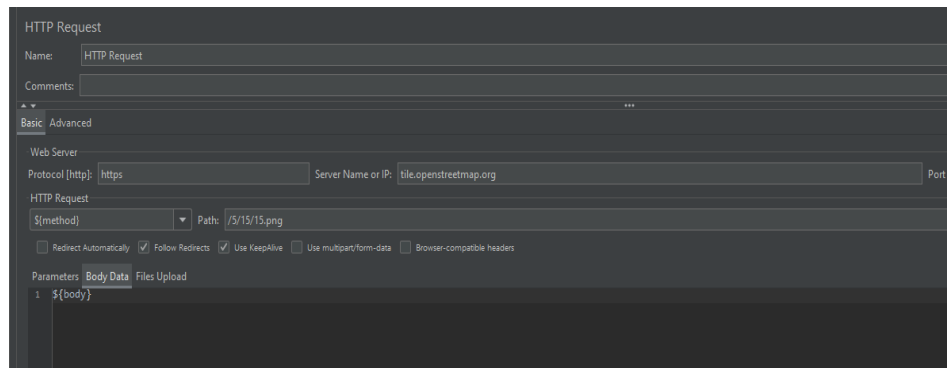 HTTP Request
Name: HTTP Request
Comments:
Basic Advanced
Web Server
Protocol [http]: https Server Name or IP: tile.openstreetmap.org Port
HTTP Request
${method} Path: /5/15/15.png
Redirect Automatically Follow Redirects Use KeepAlive Use multipart/form-data Browser-compatible headers
Parameters Body Data Files Upload
1 ${body}